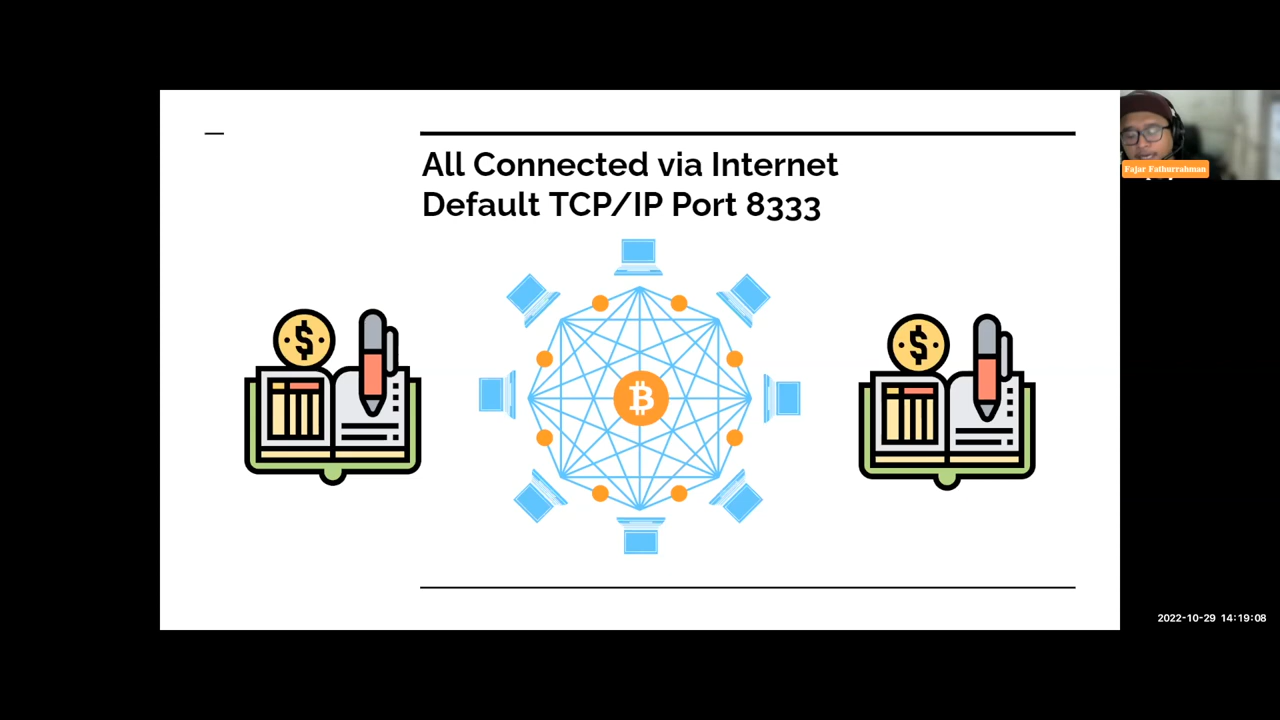 All Connected via Internet
Default TCP/IP Port 8333
Fajar Fathurrahman
2022-10-29 14:19:08